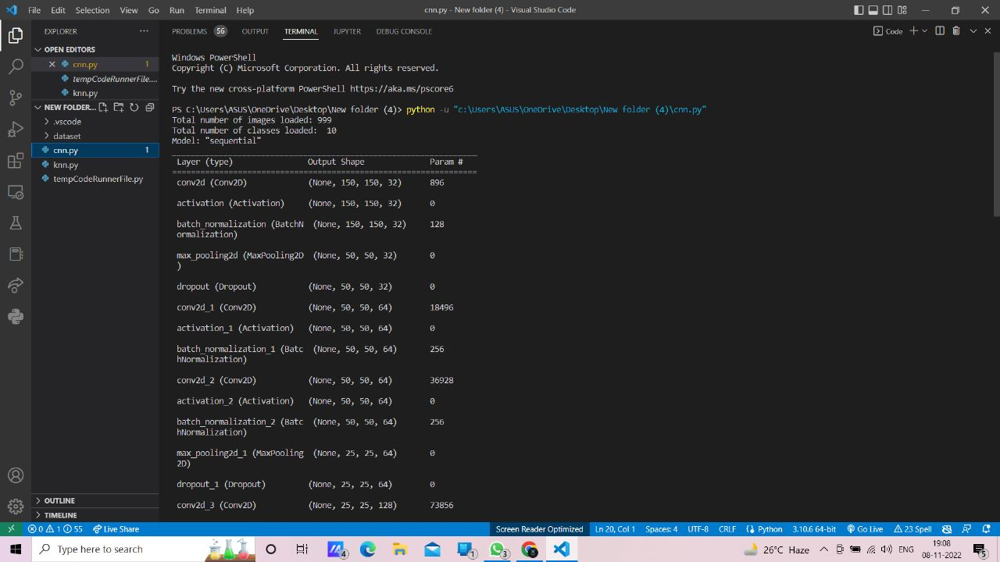 File Edit Selection View Go Run Terminal Help
cnn.py - New folder (4) - Visual Studio Code
EXPLORER
OPEN EDITORS
cnn.py 1
tempCodeRunnerFile....
knn.py
NEW FOLDER...
.vscode
dataset
cnn.py 1
knn.py
tempCodeRunnerFile.py
OUTLINE
TIMELINE
PROBLEMS 56 OUTPUT TERMINAL JUPYTER DEBUG CONSOLE
Code
Windows PowerShell
Copyright (C) Microsoft Corporation. All rights reserved.
Try the new cross-platform PowerShell https://aka.ms/pscore6
PS C:\Users\ASUS\OneDrive\Desktop\New folder (4)> python -u "c:\Users\ASUS\OneDrive\Desktop\New folder (4)\cnn.py"
Total number of images loaded: 999
Total number of classes loaded:  10
Model: "sequential"
_________________________________________________________________
Layer (type) Output Shape Param #
=================================================================
conv2d (Conv2D) (None, 150, 150, 32) 896
activation (Activation) (None, 150, 150, 32) 0
batch_normalization (BatchN (None, 150, 150, 32) 128
ormalization)
max_pooling2d (MaxPooling2D (None, 50, 50, 32) 0
)
dropout (Dropout) (None, 50, 50, 32) 0
conv2d_1 (Conv2D) (None, 50, 50, 64) 18496
activation_1 (Activation) (None, 50, 50, 64) 0
batch_normalization_1 (Batc (None, 50, 50, 64) 256
hNormalization)
conv2d_2 (Conv2D) (None, 50, 50, 64) 36928
activation_2 (Activation) (None, 50, 50, 64) 0
batch_normalization_2 (Batc (None, 50, 50, 64) 256
hNormalization)
max_pooling2d_1 (MaxPooling (None, 25, 25, 64) 0
2D)
dropout_1 (Dropout) (None, 25, 25, 64) 0
conv2d_3 (Conv2D) (None, 25, 25, 128) 73856
0 1 55 Live Share
Screen Reader Optimized Ln 20, Col 1 Spaces: 4 UTF-8 CRLF Python 3.10.6 64-bit Go Live 23 Spell
Type here to search
4 1 3
26°C Haze
ENG
19:08
08-11-2022
5